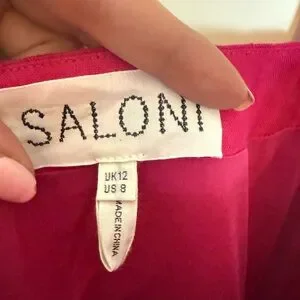 SALONI
UK12
US 8
MADE IN CHINA